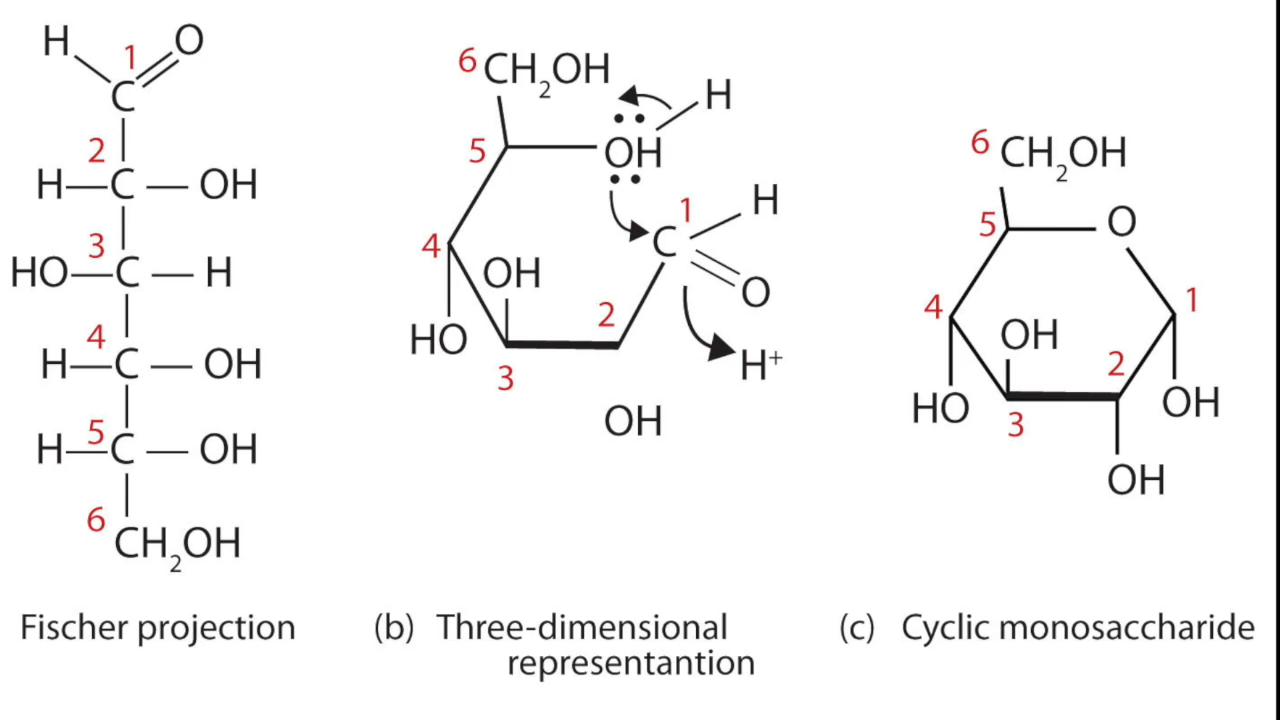 H
O
1
C
2
H—C—OH
3
HO—C—H
4
H—C—OH
5
H—C—OH
6
CH₂OH
Fischer projection
6
CH₂OH
H
5
OH
1
H
C
4
OH
O
2
HO
3
H⁺
OH
(b) Three-dimensional
representantion
6
CH₂OH
5
O
4
1
OH
2
HO
3
OH
OH
(c) Cyclic monosaccharide